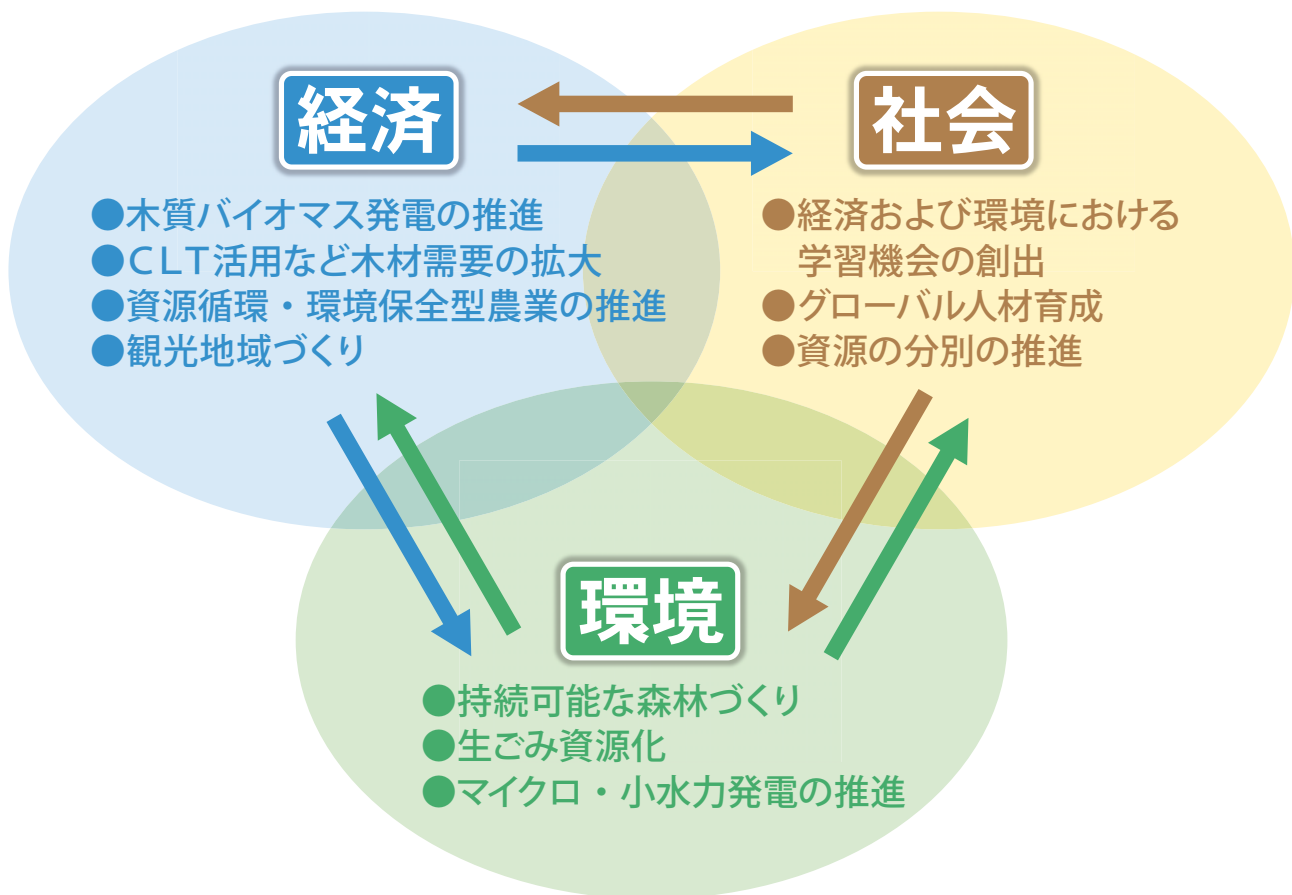 経済
●木質バイオマス発電の推進
●ＣＬＴ活用など木材需要の拡大
●資源循環・環境保全型農業の推進
●観光地域づくり
社会
●経済および環境における
学習機会の創出
●グローバル人材育成
●資源の分別の推進
環境
●持続可能な森林づくり
●生ごみ資源化
●マイクロ・小水力発電の推進